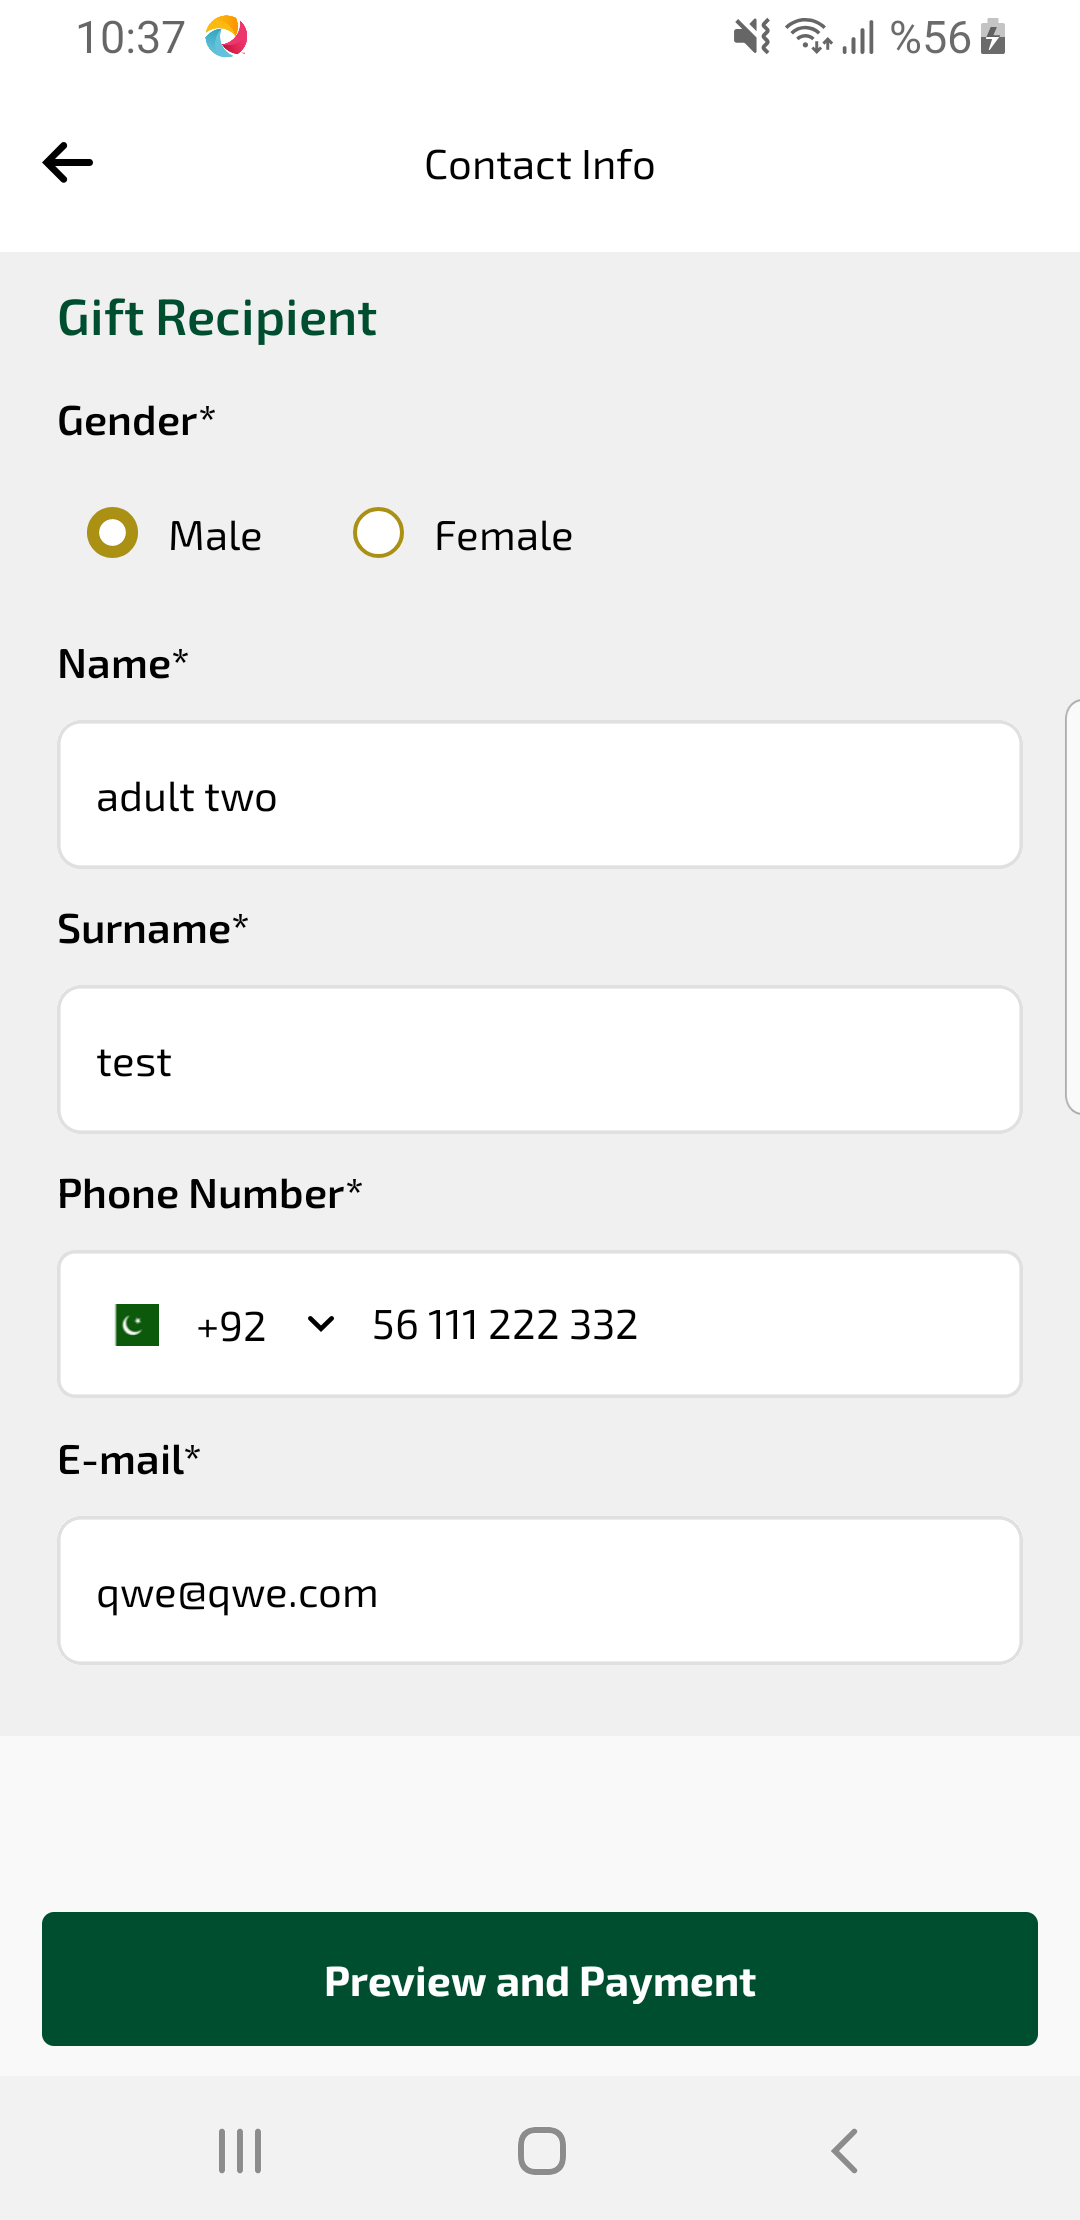 10:37 %56
Contact Info
Gift Recipient
Gender*
Male Female
Name*
adult two
Surname*
test
Phone Number*
+92 56 111 222 332
E-mail*
qwe@qwe.com
Preview and Payment